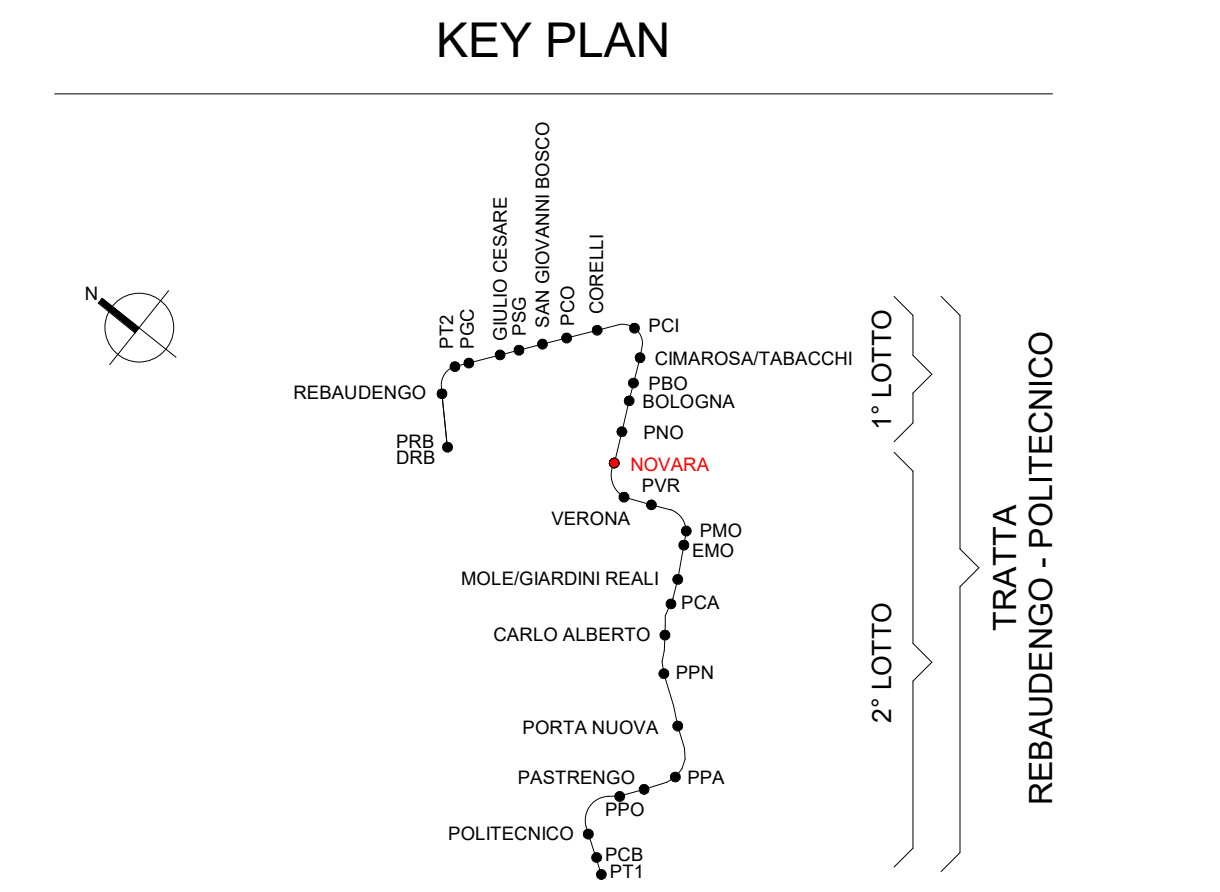 KEY PLAN
N
PT2
PGC
GIULIO CESARE
PSG
SAN GIOVANNI BOSCO
PCO
CORELLI
PCI
CIMAROSA/TABACCHI
PBO
BOLOGNA
PNO
NOVARA
PVR
REBAUDENGO
PRB
DRB
VERONA
PMO
EMO
MOLE/GIARDINI REALI
PCA
CARLO ALBERTO
PPN
PORTA NUOVA
PASTRENGO
PPA
PPO
POLITECNICO
PCB
PT1
1° LOTTO
2° LOTTO
TRATTA
REBAUDENGO - POLITECNICO